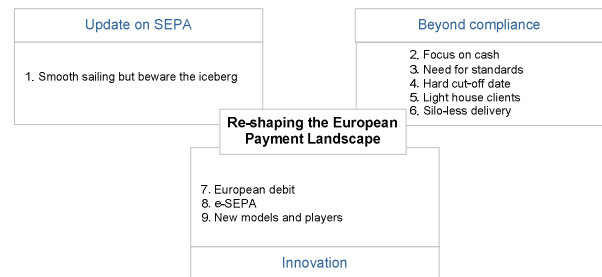 Update on SEPA
1. Smooth sailing but beware the iceberg
Beyond compliance
2. Focus on cash
3. Need for standards
4. Hard cut-off date
5. Light house clients
6. Silo-less delivery
Re-shaping the European
Payment Landscape
7. European debit
8. e-SEPA
9. New models and players
Innovation